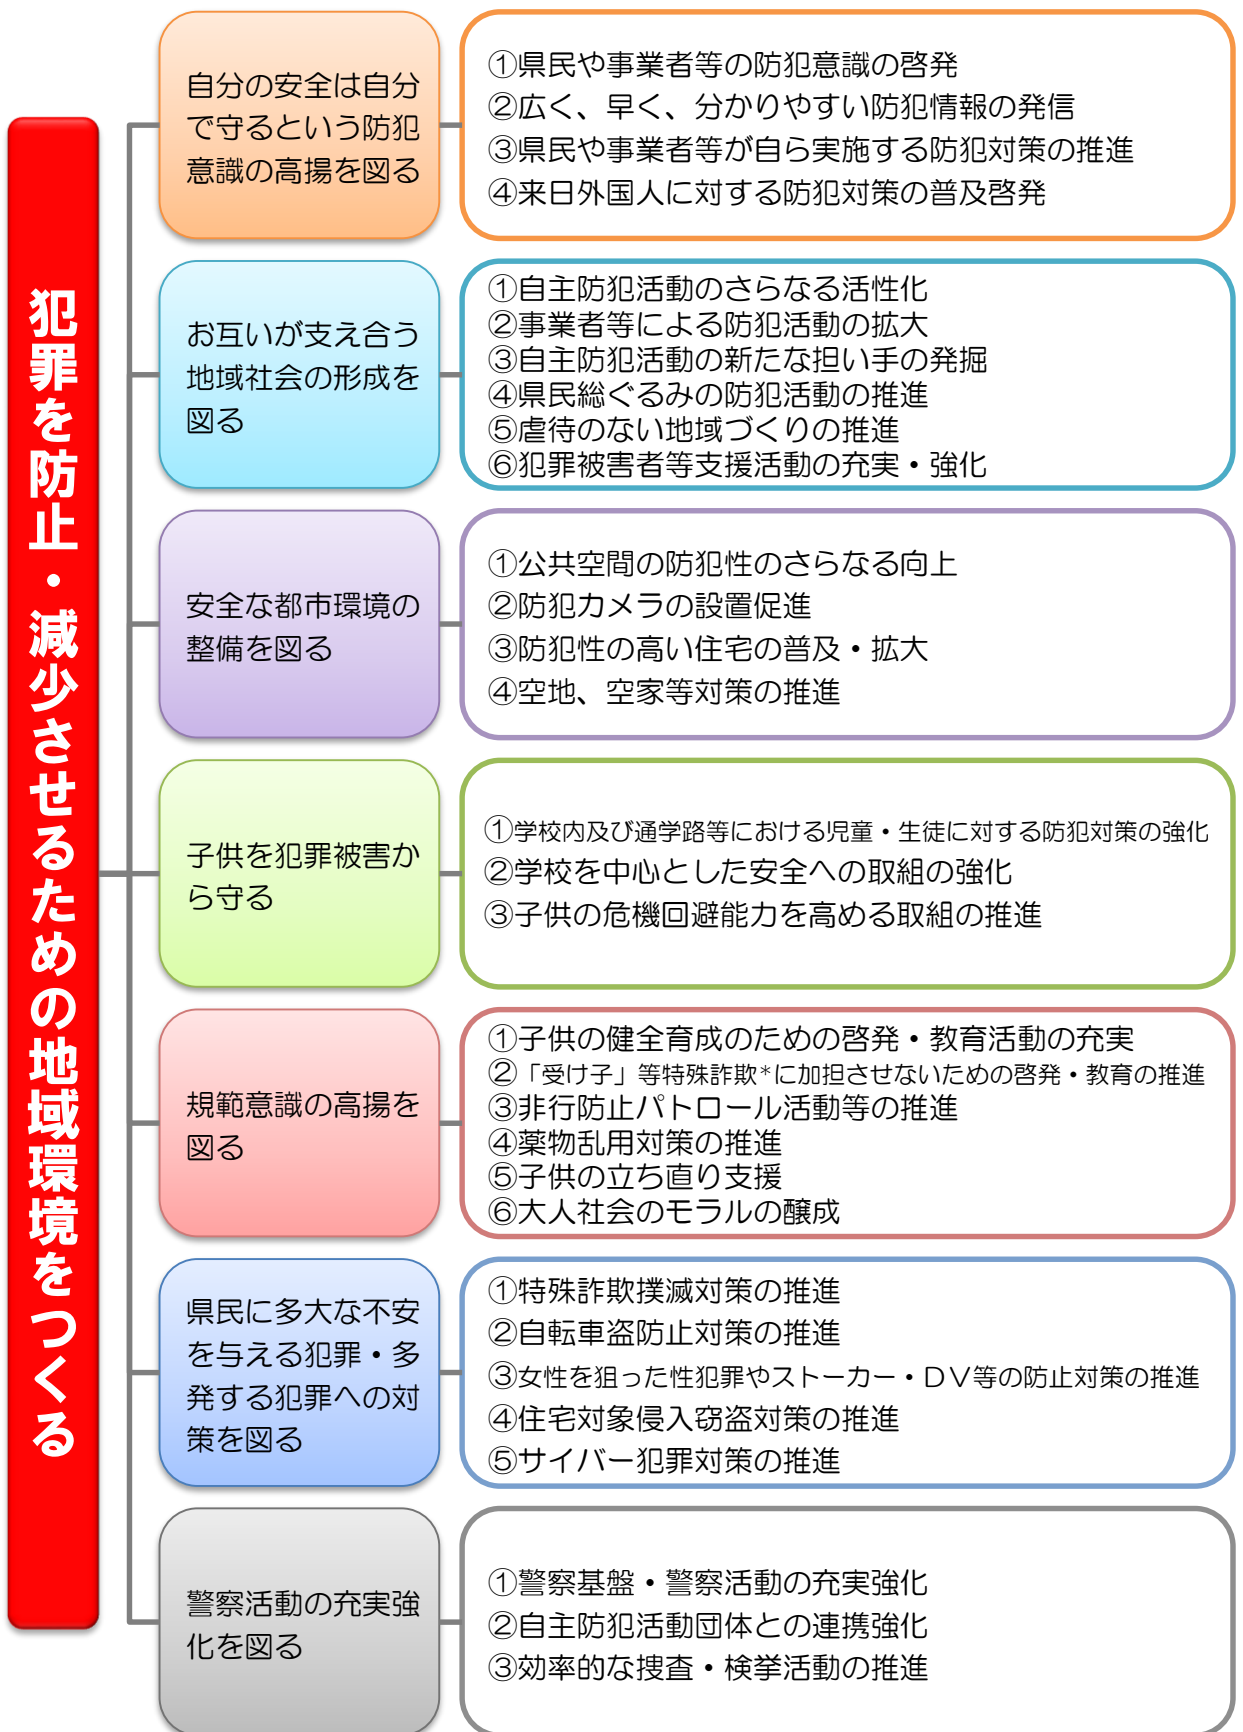 犯罪を防止・減少させるための地域環境をつくる
自分の安全は自分
で守るという防犯
意識の高揚を図る
①県民や事業者等の防犯意識の啓発
②広く、早く、分かりやすい防犯情報の発信
③県民や事業者等が自ら実施する防犯対策の推進
④来日外国人に対する防犯対策の普及啓発
お互いが支え合う
地域社会の形成を
図る
①自主防犯活動のさらなる活性化
②事業者等による防犯活動の拡大
③自主防犯活動の新たな担い手の発掘
④県民総ぐるみの防犯活動の推進
⑤虐待のない地域づくりの推進
⑥犯罪被害者等支援活動の充実・強化
安全な都市環境の
整備を図る
①公共空間の防犯性のさらなる向上
②防犯カメラの設置促進
③防犯性の高い住宅の普及・拡大
④空地、空家等対策の推進
子供を犯罪被害か
ら守る
①学校内及び通学路等における児童・生徒に対する防犯対策の強化
②学校を中心とした安全への取組の強化
③子供の危機回避能力を高める取組の推進
規範意識の高揚を
図る
①子供の健全育成のための啓発・教育活動の充実
②「受け子」等特殊詐欺*に加担させないための啓発・教育の推進
③非行防止パトロール活動等の推進
④薬物乱用対策の推進
⑤子供の立ち直り支援
⑥大人社会のモラルの醸成
県民に多大な不安
を与える犯罪・多
発する犯罪への対
策を図る
①特殊詐欺撲滅対策の推進
②自転車盗防止対策の推進
③女性を狙った性犯罪やストーカー・ＤＶ等の防止対策の推進
④住宅対象侵入窃盗対策の推進
⑤サイバー犯罪対策の推進
警察活動の充実強
化を図る
①警察基盤・警察活動の充実強化
②自主防犯活動団体との連携強化
③効率的な捜査・検挙活動の推進